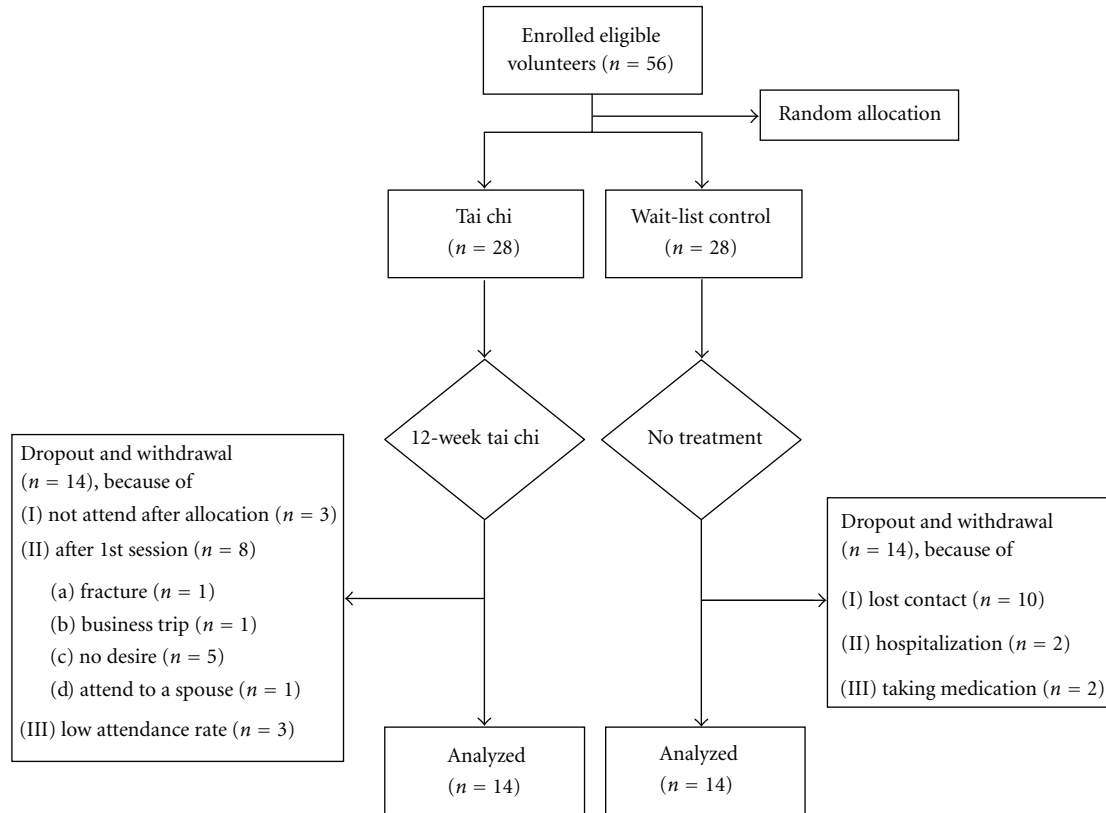 Enrolled eligible
volunteers (n = 56)
Random allocation
Tai chi
(n = 28)
Wait-list control
(n = 28)
12-week tai chi
No treatment
Dropout and withdrawal
(n = 14), because of
(I) not attend after allocation (n = 3)
(II) after 1st session (n = 8)
(a) fracture (n = 1)
(b) business trip (n = 1)
(c) no desire (n = 5)
(d) attend to a spouse (n = 1)
(III) low attendance rate (n = 3)
Dropout and withdrawal
(n = 14), because of
(I) lost contact (n = 10)
(II) hospitalization (n = 2)
(III) taking medication (n = 2)
Analyzed
(n = 14)
Analyzed
(n = 14)